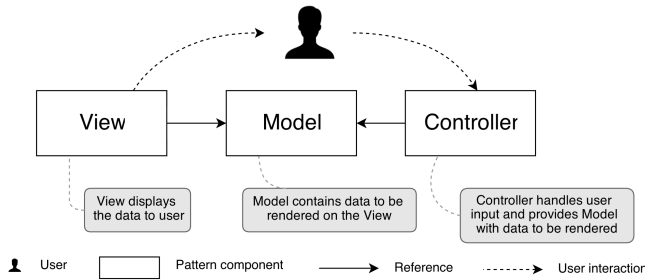 View
Model
Controller
View displays
the data to user
Model contains data to be
rendered on the View
Controller handles user
input and provides Model
with data to be rendered
User
Pattern component
Reference
User interaction